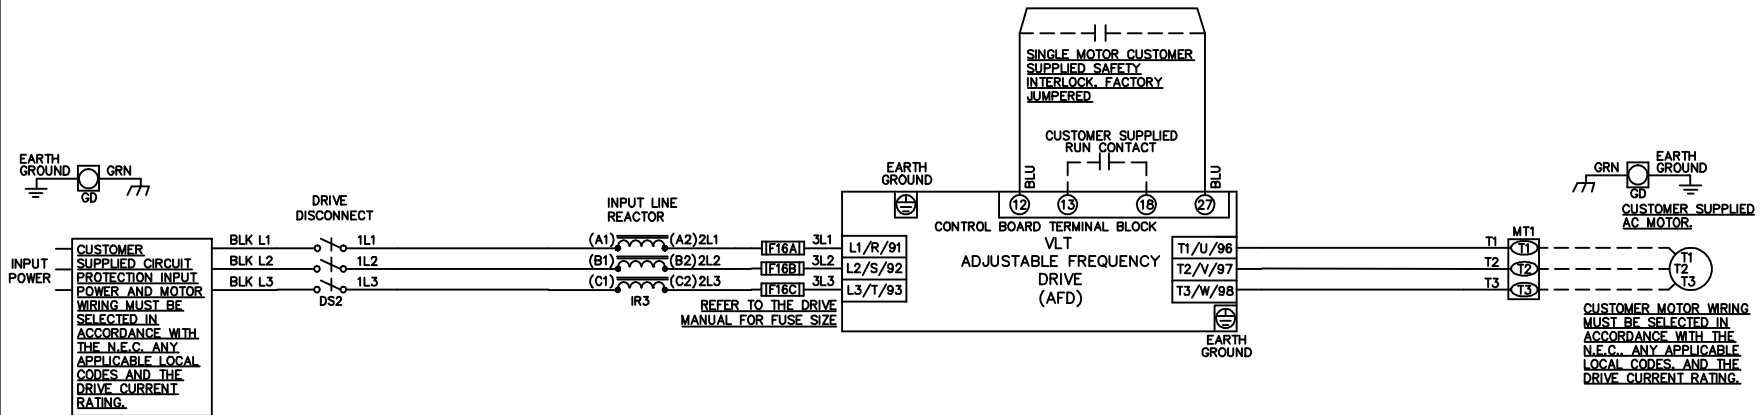 SINGLE MOTOR CUSTOMER
SUPPLIED SAFETY
INTERLOCK, FACTORY
JUMPERED
CUSTOMER SUPPLIED
RUN CONTACT
BLU
BLU
EARTH
GROUND
GRN
GD
EARTH
GROUND
12
13
18
27
CONTROL BOARD TERMINAL BLOCK
GRN
EARTH
GROUND
GD
CUSTOMER SUPPLIED
AC MOTOR.
DRIVE
DISCONNECT
INPUT LINE
REACTOR
INPUT
POWER
CUSTOMER
SUPPLIED CIRCUIT
PROTECTION INPUT
POWER AND MOTOR
WIRING MUST BE
SELECTED IN
ACCORDANCE WITH
THE N.E.C. ANY
APPLICABLE LOCAL
CODES AND THE
DRIVE CURRENT
RATING.
BLK L1
BLK L2
BLK L3
DS2
1L1
1L2
1L3
(A1)
(A2) 2L1
(B1)
(B2) 2L2
(C1)
(C2) 2L3
IR3
F16A
F16B
F16C
3L1
3L2
3L3
REFER TO THE DRIVE
MANUAL FOR FUSE SIZE
L1/R/91
L2/S/92
L3/T/93
VLT
ADJUSTABLE FREQUENCY
DRIVE
(AFD)
T1/U/96
T2/V/97
T3/W/98
EARTH
GROUND
T1
T2
T3
MT1
T1
T2
T3
T1
T2
T3
CUSTOMER MOTOR WIRING
MUST BE SELECTED IN
ACCORDANCE WITH THE
N.E.C., ANY APPLICABLE
LOCAL CODES, AND THE
DRIVE CURRENT RATING.